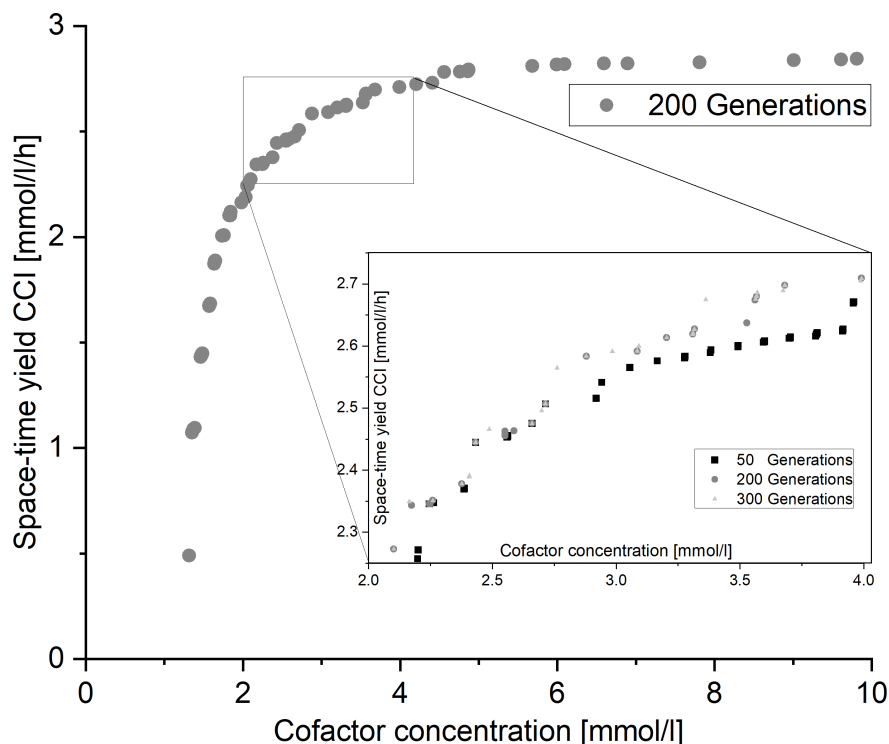 3
2
1
0
0
2
4
6
8
10
Space-time yield CCI [mmol/l/h]
Cofactor concentration [mmol/l]
200 Generations
2.7
2.6
2.5
2.4
2.3
2.0
2.5
3.0
3.5
4.0
Space-time yield CCI [mmol/l/h]
Cofactor concentration [mmol/l]
50 Generations
200 Generations
300 Generations